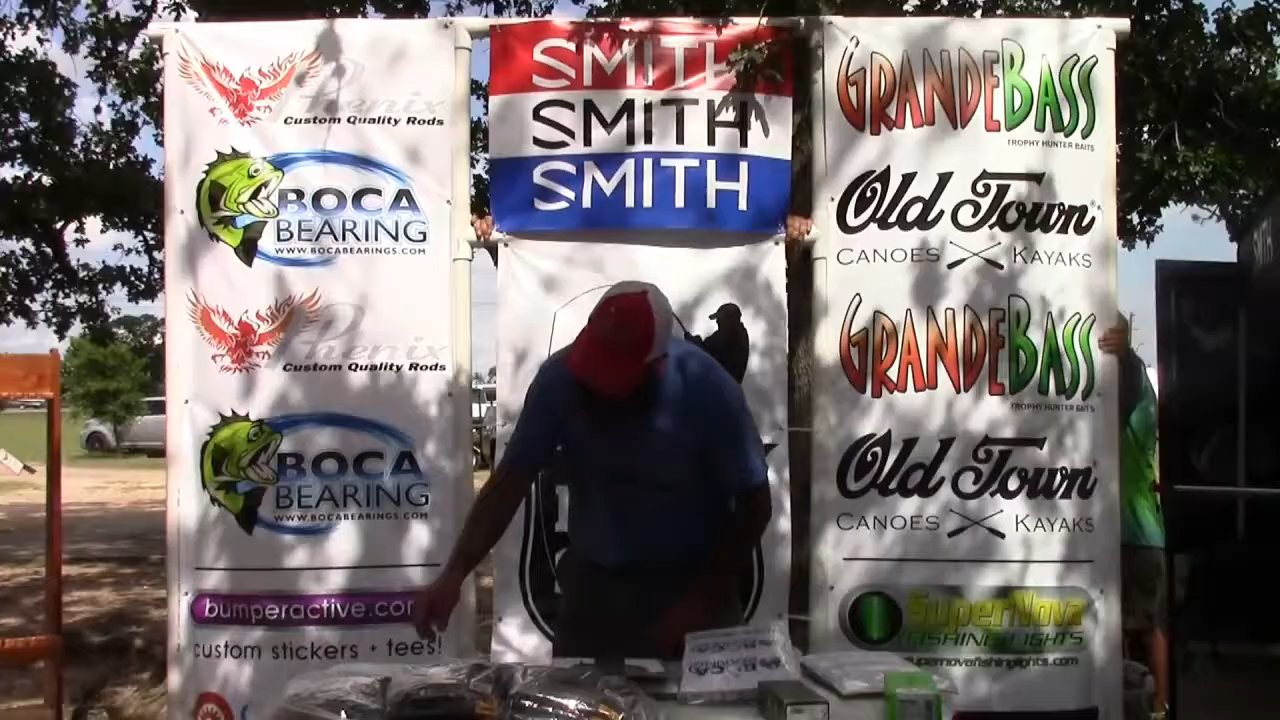 Phenix
Custom Quality Rods
BOCA
BEARING
WWW.BOCABEARINGS.COM
Phenix
Custom Quality Rods
BOCA
BEARING
WWW.BOCABEARINGS.COM
bumperactive.com
custom stickers + tees!
SMITH
SMITH
SMITH
GRANDEBASS
TROPHY HUNTER BAITS
Old Town
CANOES KAYAKS
GRANDEBASS
TROPHY HUNTER BAITS
Old Town
CANOES KAYAKS
SuperNova
FISHING LIGHTS
supernovafishinglights.com